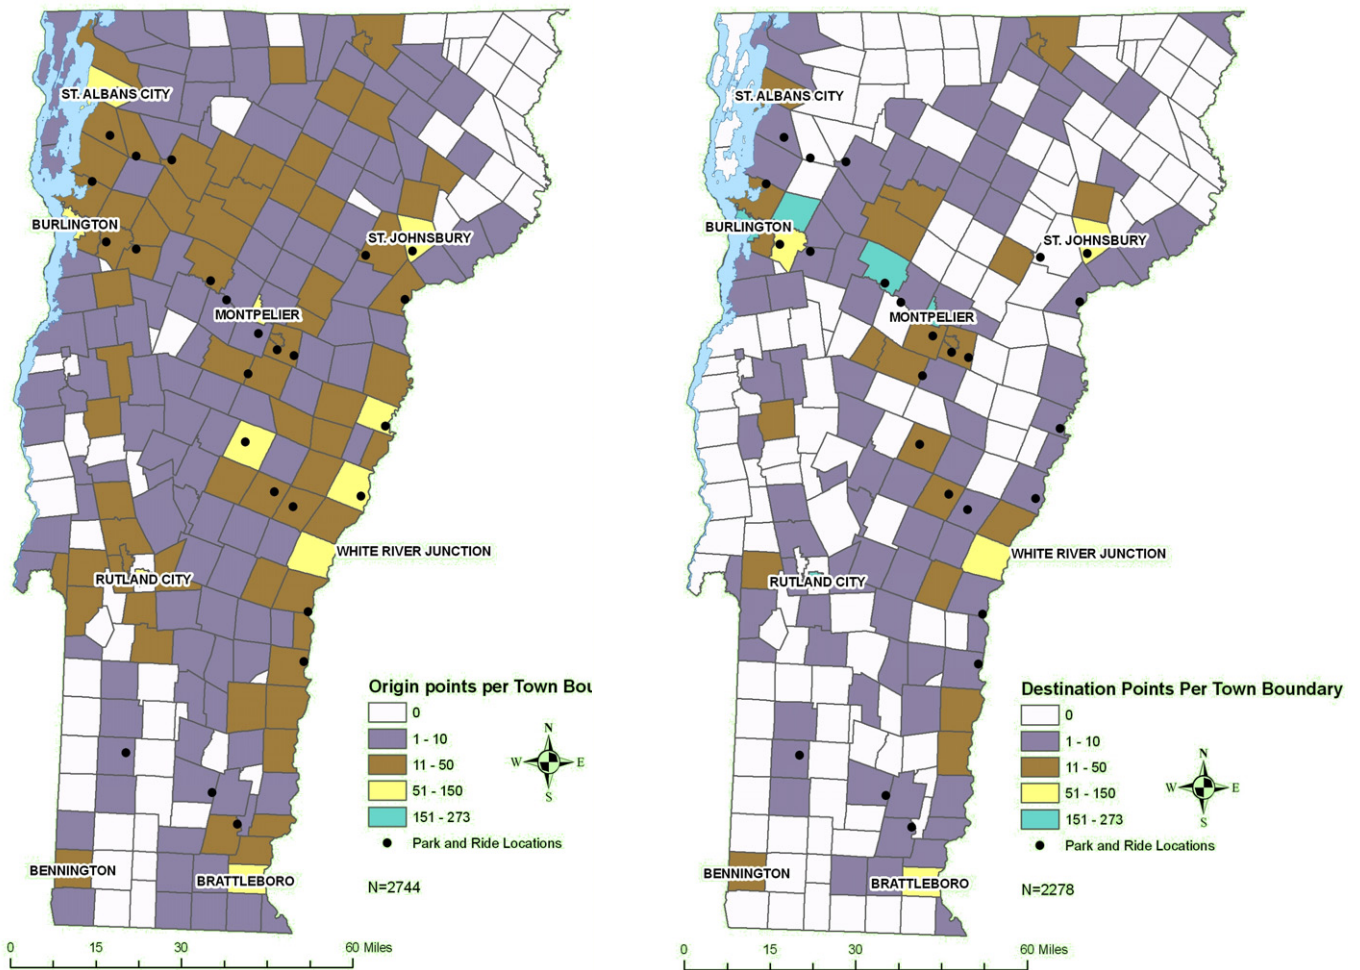 ST. ALBANS CITY
BURLINGTON
ST. JOHNSBURY
MONTPELIER
WHITE RIVER JUNCTION
RUTLAND CITY
BENNINGTON
BRATTLEBORO
Origin points per Town Bou
0
1 - 10
11 - 50
51 - 150
151 - 273
Park and Ride Locations
N=2744
N
W E
S
0 15 30 60 Miles
ST. ALBANS CITY
BURLINGTON
ST. JOHNSBURY
MONTPELIER
WHITE RIVER JUNCTION
RUTLAND CITY
BENNINGTON
BRATTLEBORO
Destination Points Per Town Boundary
0
1 - 10
11 - 50
51 - 150
151 - 273
Park and Ride Locations
N=2278
N
W E
S
0 15 30 60 Miles